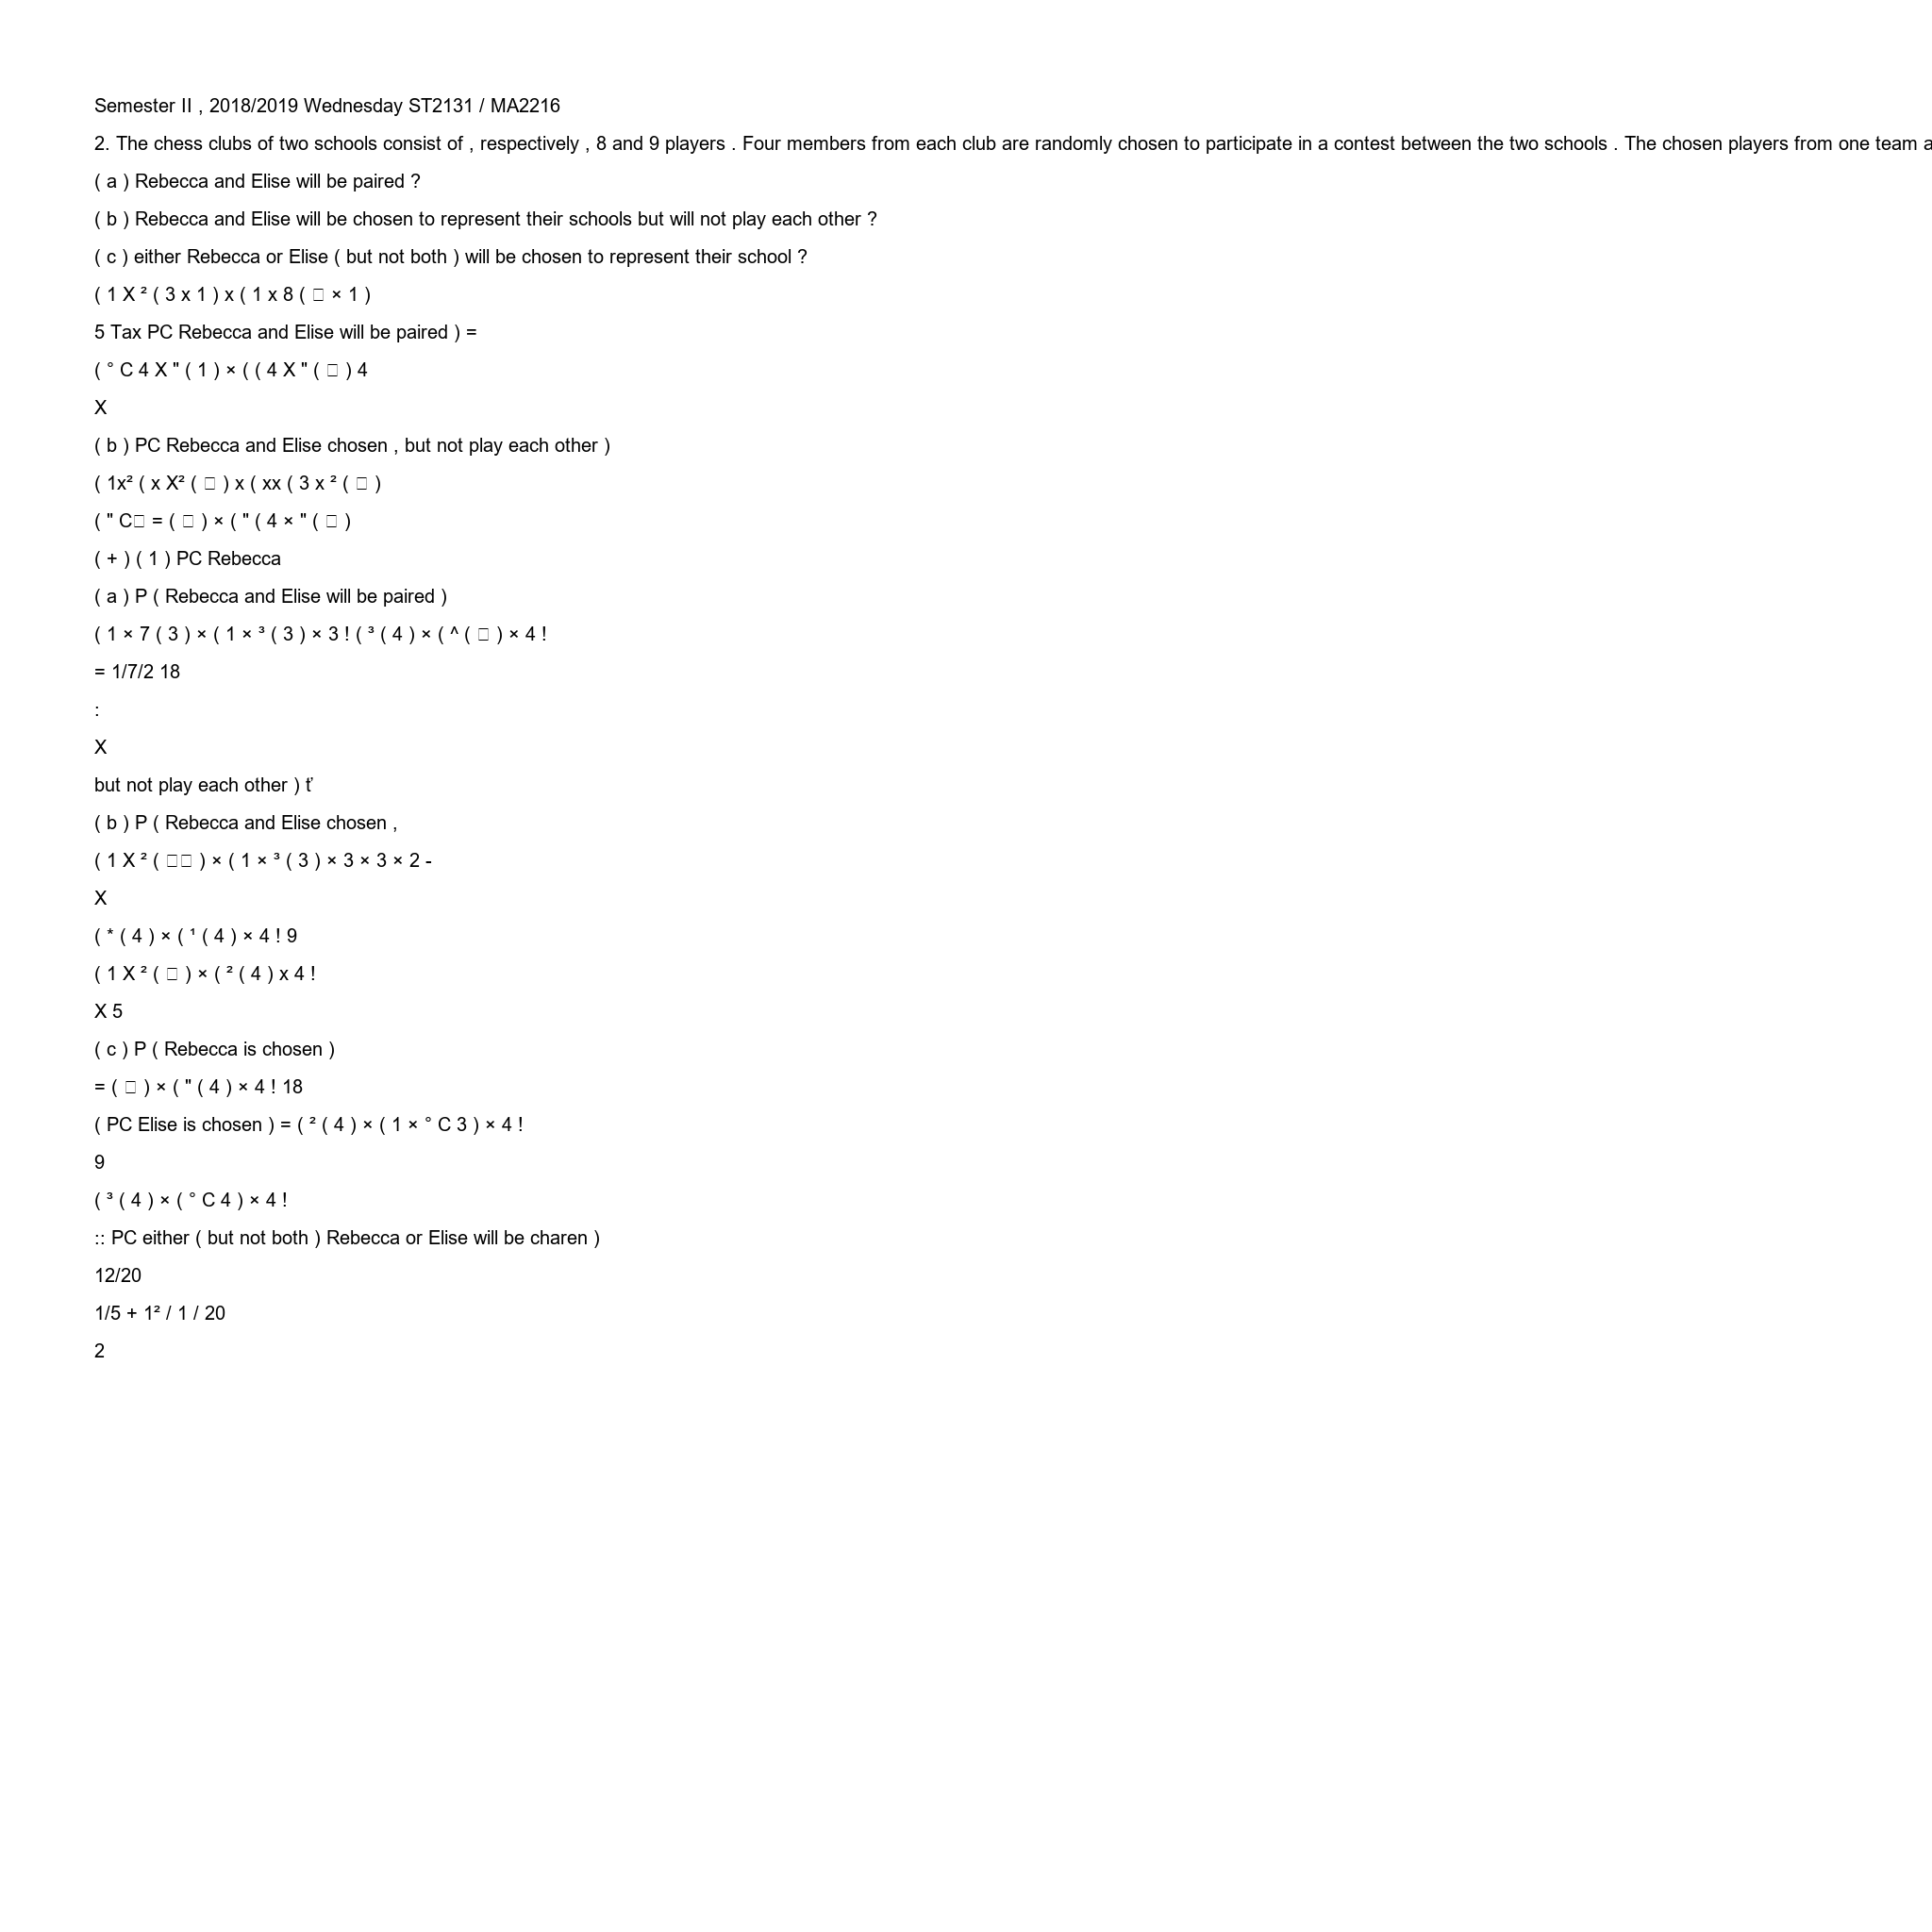 Semester II , 2018/2019 Wednesday ST2131 / MA2216
2. The chess clubs of two schools consist of , respectively , 8 and 9 players . Four members from each club are randomly chosen to participate in a contest between the two schools . The chosen players from one team a
( a ) Rebecca and Elise will be paired ?
( b ) Rebecca and Elise will be chosen to represent their schools but will not play each other ?
( c ) either Rebecca or Elise ( but not both ) will be chosen to represent their school ?
( 1 X ² ( 3 x 1 ) x ( 1 x 8 ( □ × 1 )
5 Tax PC Rebecca and Elise will be paired ) =
( ° C 4 X " ( 1 ) × ( ( 4 X " ( □ ) 4
X
( b ) PC Rebecca and Elise chosen , but not play each other )
( 1x² ( x X² ( □ ) x ( xx ( 3 x ² ( □ )
( " C□ = ( □ ) × ( " ( 4 × " ( □ )
( + ) ( 1 ) PC Rebecca
( a ) P ( Rebecca and Elise will be paired )
( 1 × 7 ( 3 ) × ( 1 × ³ ( 3 ) × 3 ! ( ³ ( 4 ) × ( ^ ( □ ) × 4 !
= 1/7/2 18
:
X
but not play each other ) ť
( b ) P ( Rebecca and Elise chosen ,
( 1 X ² ( □□ ) × ( 1 × ³ ( 3 ) × 3 × 3 × 2 -
X
( * ( 4 ) × ( ¹ ( 4 ) × 4 ! 9
( 1 X ² ( □ ) × ( ² ( 4 ) x 4 !
X 5
( c ) P ( Rebecca is chosen )
= ( □ ) × ( " ( 4 ) × 4 ! 18
( PC Elise is chosen ) = ( ² ( 4 ) × ( 1 × ° C 3 ) × 4 !
9
( ³ ( 4 ) × ( ° C 4 ) × 4 !
:: PC either ( but not both ) Rebecca or Elise will be charen )
12/20
1/5 + 1² / 1 / 20
2